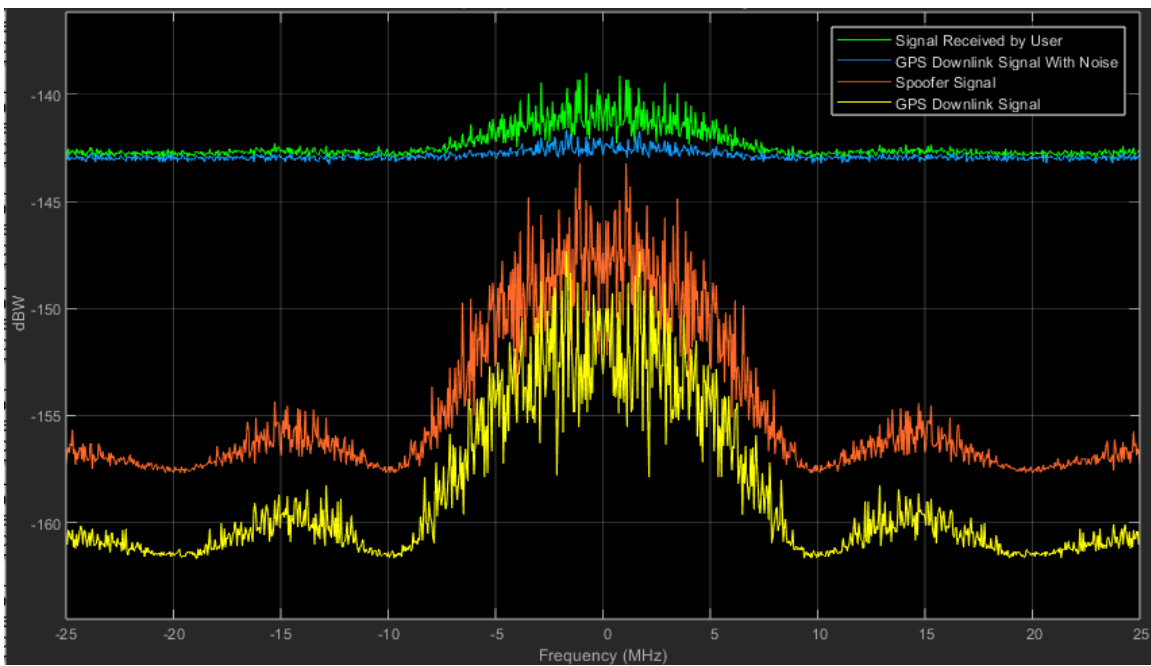 Signal Received by User
GPS Downlink Signal With Noise
Spoofer Signal
GPS Downlink Signal
-140
-145
-150
-155
-160
dBW
-25
-20
-15
-10
-5
0
5
10
15
20
25
Frequency (MHz)